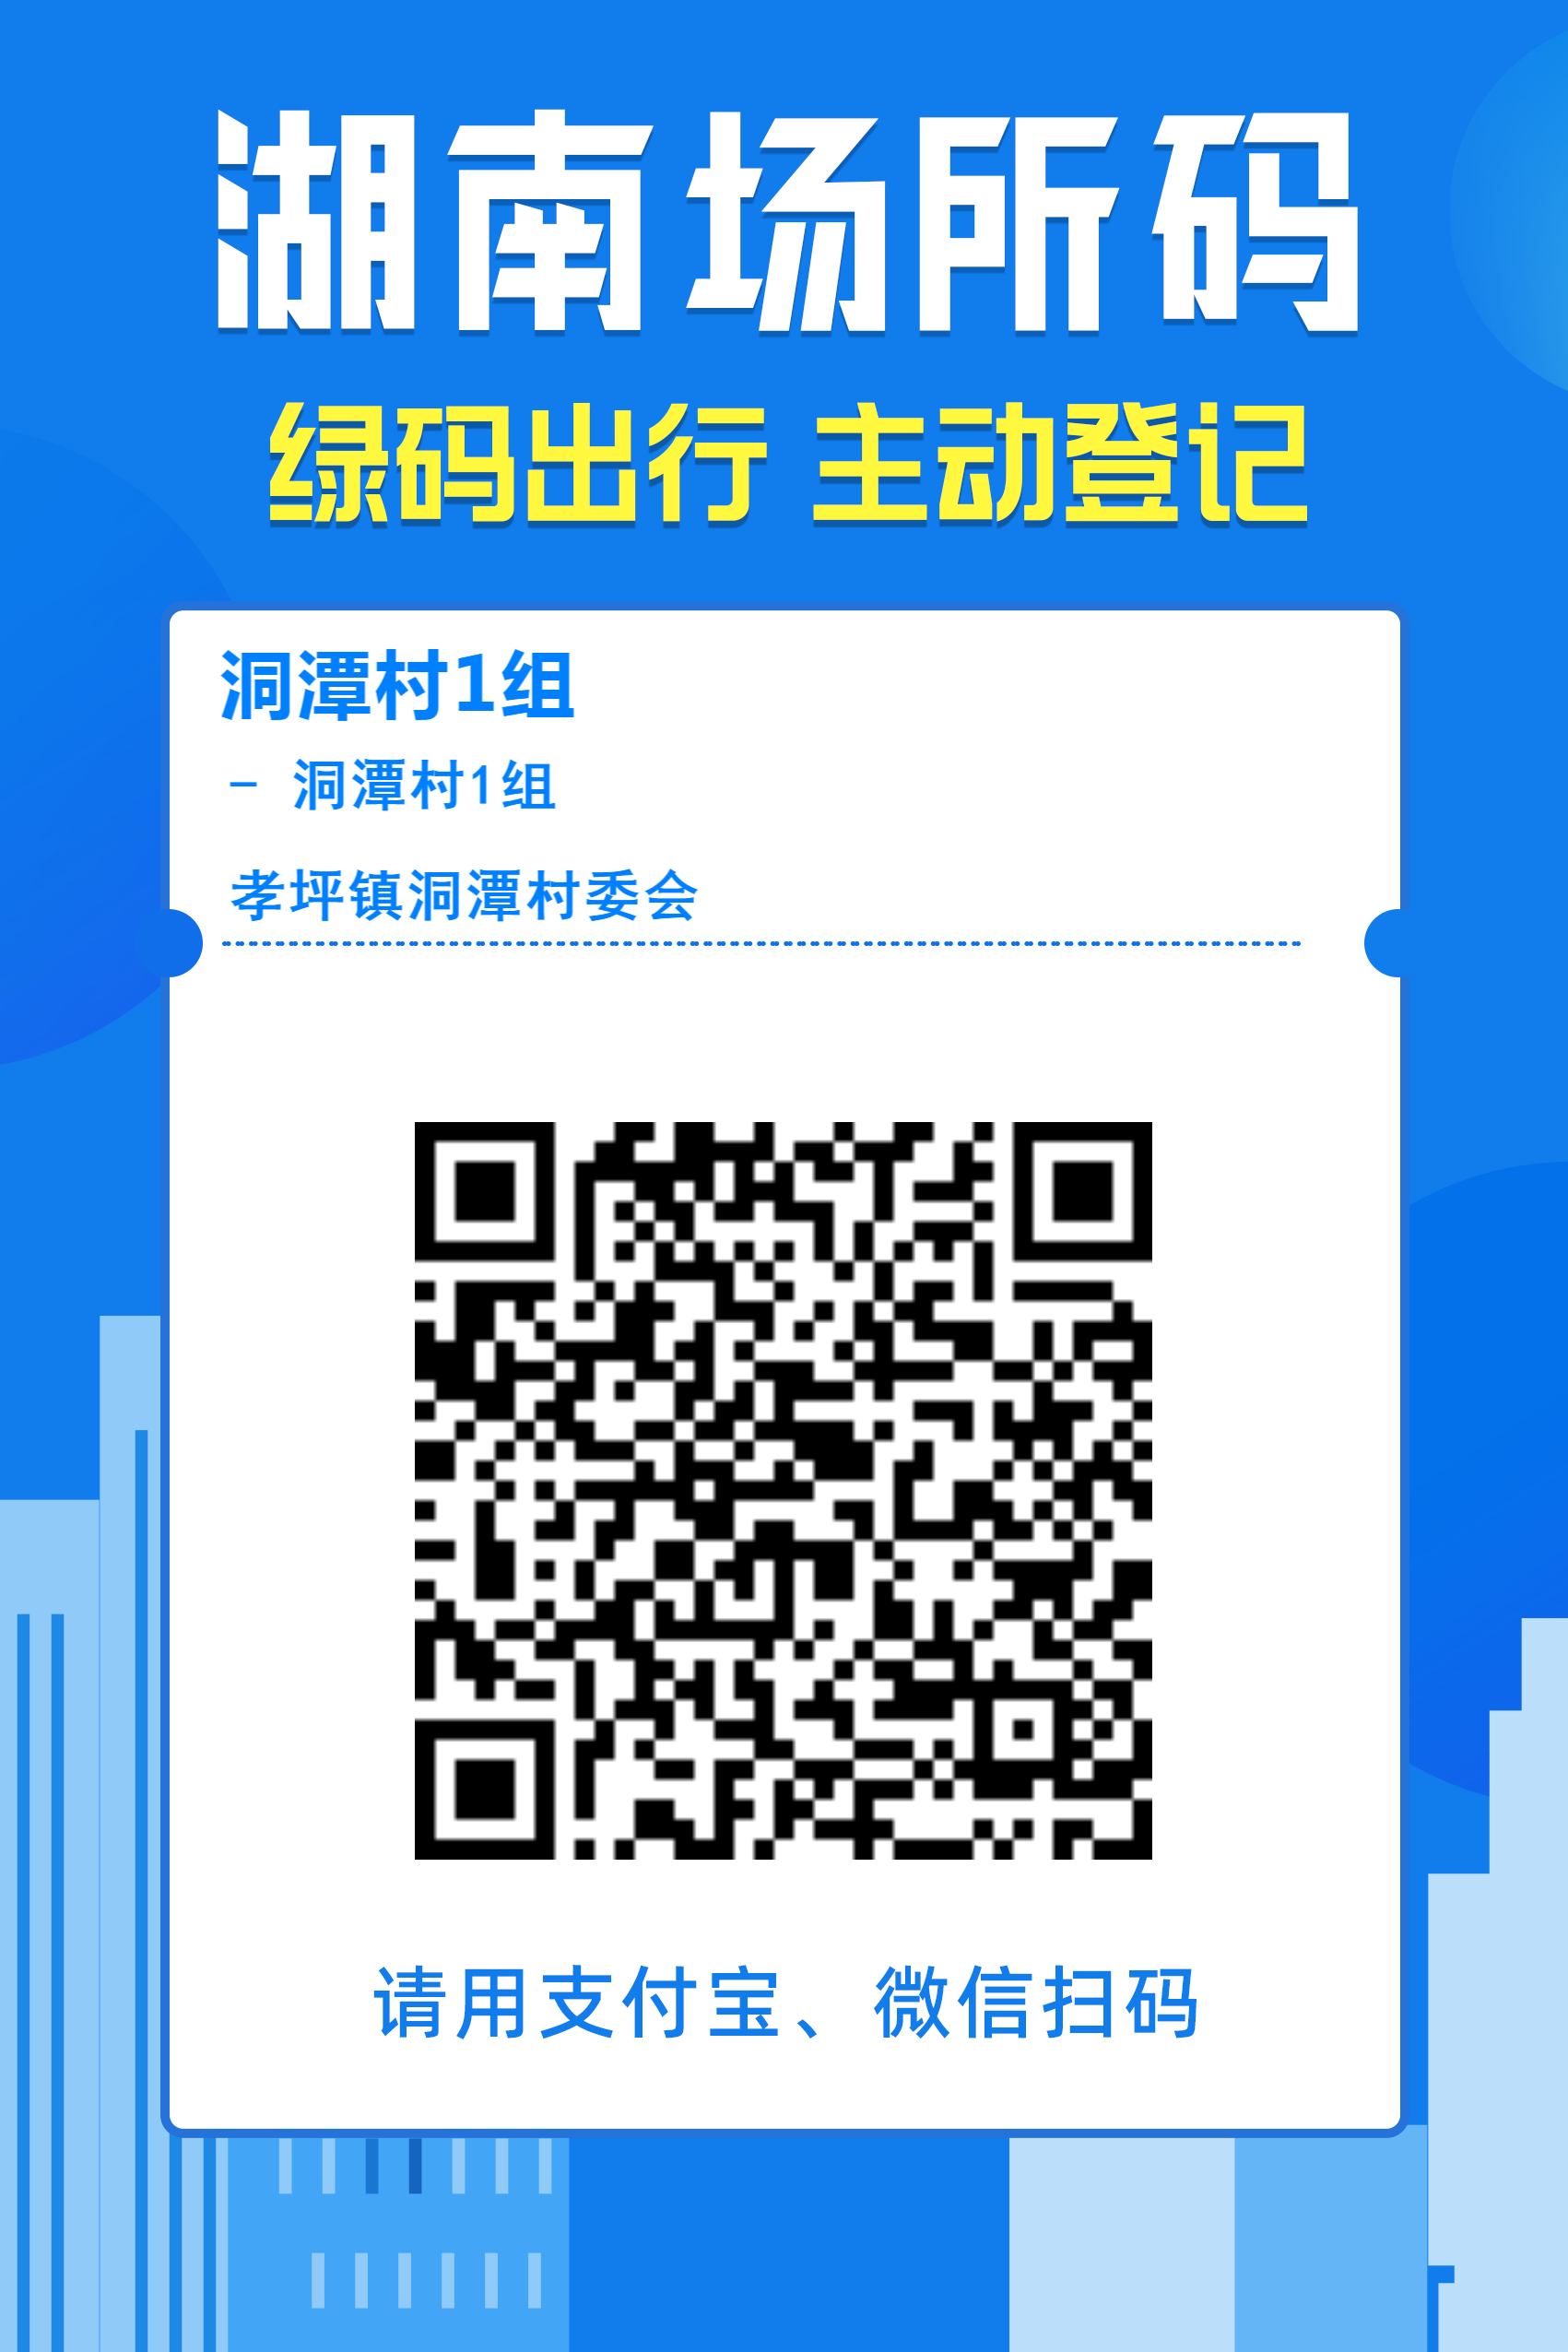 湖南场所码
绿码出行 主动登记
洞潭村1组
- 洞潭村1组
孝坪镇洞潭村委会
请用支付宝、微信扫码